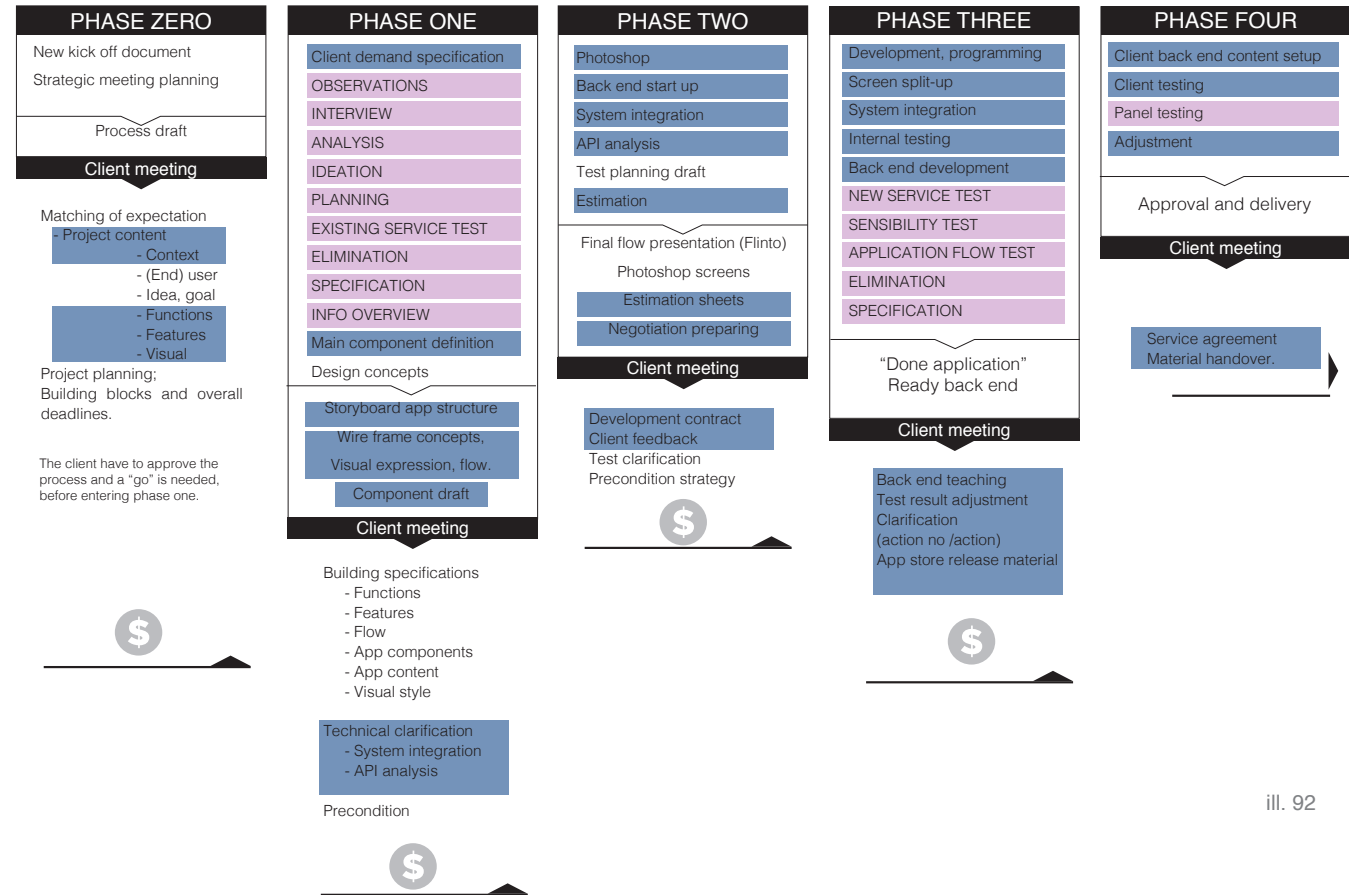 PHASE ZERO
New kick off document
Strategic meeting planning
Process draft
Client meeting
Matching of expectation
- Project content
- Context
- (End) user
- Idea, goal
- Functions
- Features
- Visual
Project planning;
Building blocks and overall
deadlines.
The client have to approve the
process and a “go” is needed,
before entering phase one.
$
PHASE ONE
Client demand specification
OBSERVATIONS
INTERVIEW
ANALYSIS
IDEATION
PLANNING
EXISTING SERVICE TEST
ELIMINATION
SPECIFICATION
INFO OVERVIEW
Main component definition
Design concepts
Storyboard app structure
Wire frame concepts,
Visual expression, flow.
Component draft
Client meeting
Building specifications
- Functions
- Features
- Flow
- App components
- App content
- Visual style
Technical clarification
- System integration
- API analysis
Precondition
$
PHASE TWO
Photoshop
Back end start up
System integration
API analysis
Test planning draft
Estimation
Final flow presentation (Flinto)
Photoshop screens
Estimation sheets
Negotiation preparing
Client meeting
Development contract
Client feedback
Test clarification
Precondition strategy
$
PHASE THREE
Development, programming
Screen split-up
System integration
Internal testing
Back end development
NEW SERVICE TEST
SENSIBILITY TEST
APPLICATION FLOW TEST
ELIMINATION
SPECIFICATION
“Done application”
Ready back end
Client meeting
Back end teaching
Test result adjustment
Clarification
(action no /action)
App store release material
$
PHASE FOUR
Client back end content setup
Client testing
Panel testing
Adjustment
Approval and delivery
Client meeting
Service agreement
Material handover.
ill. 92